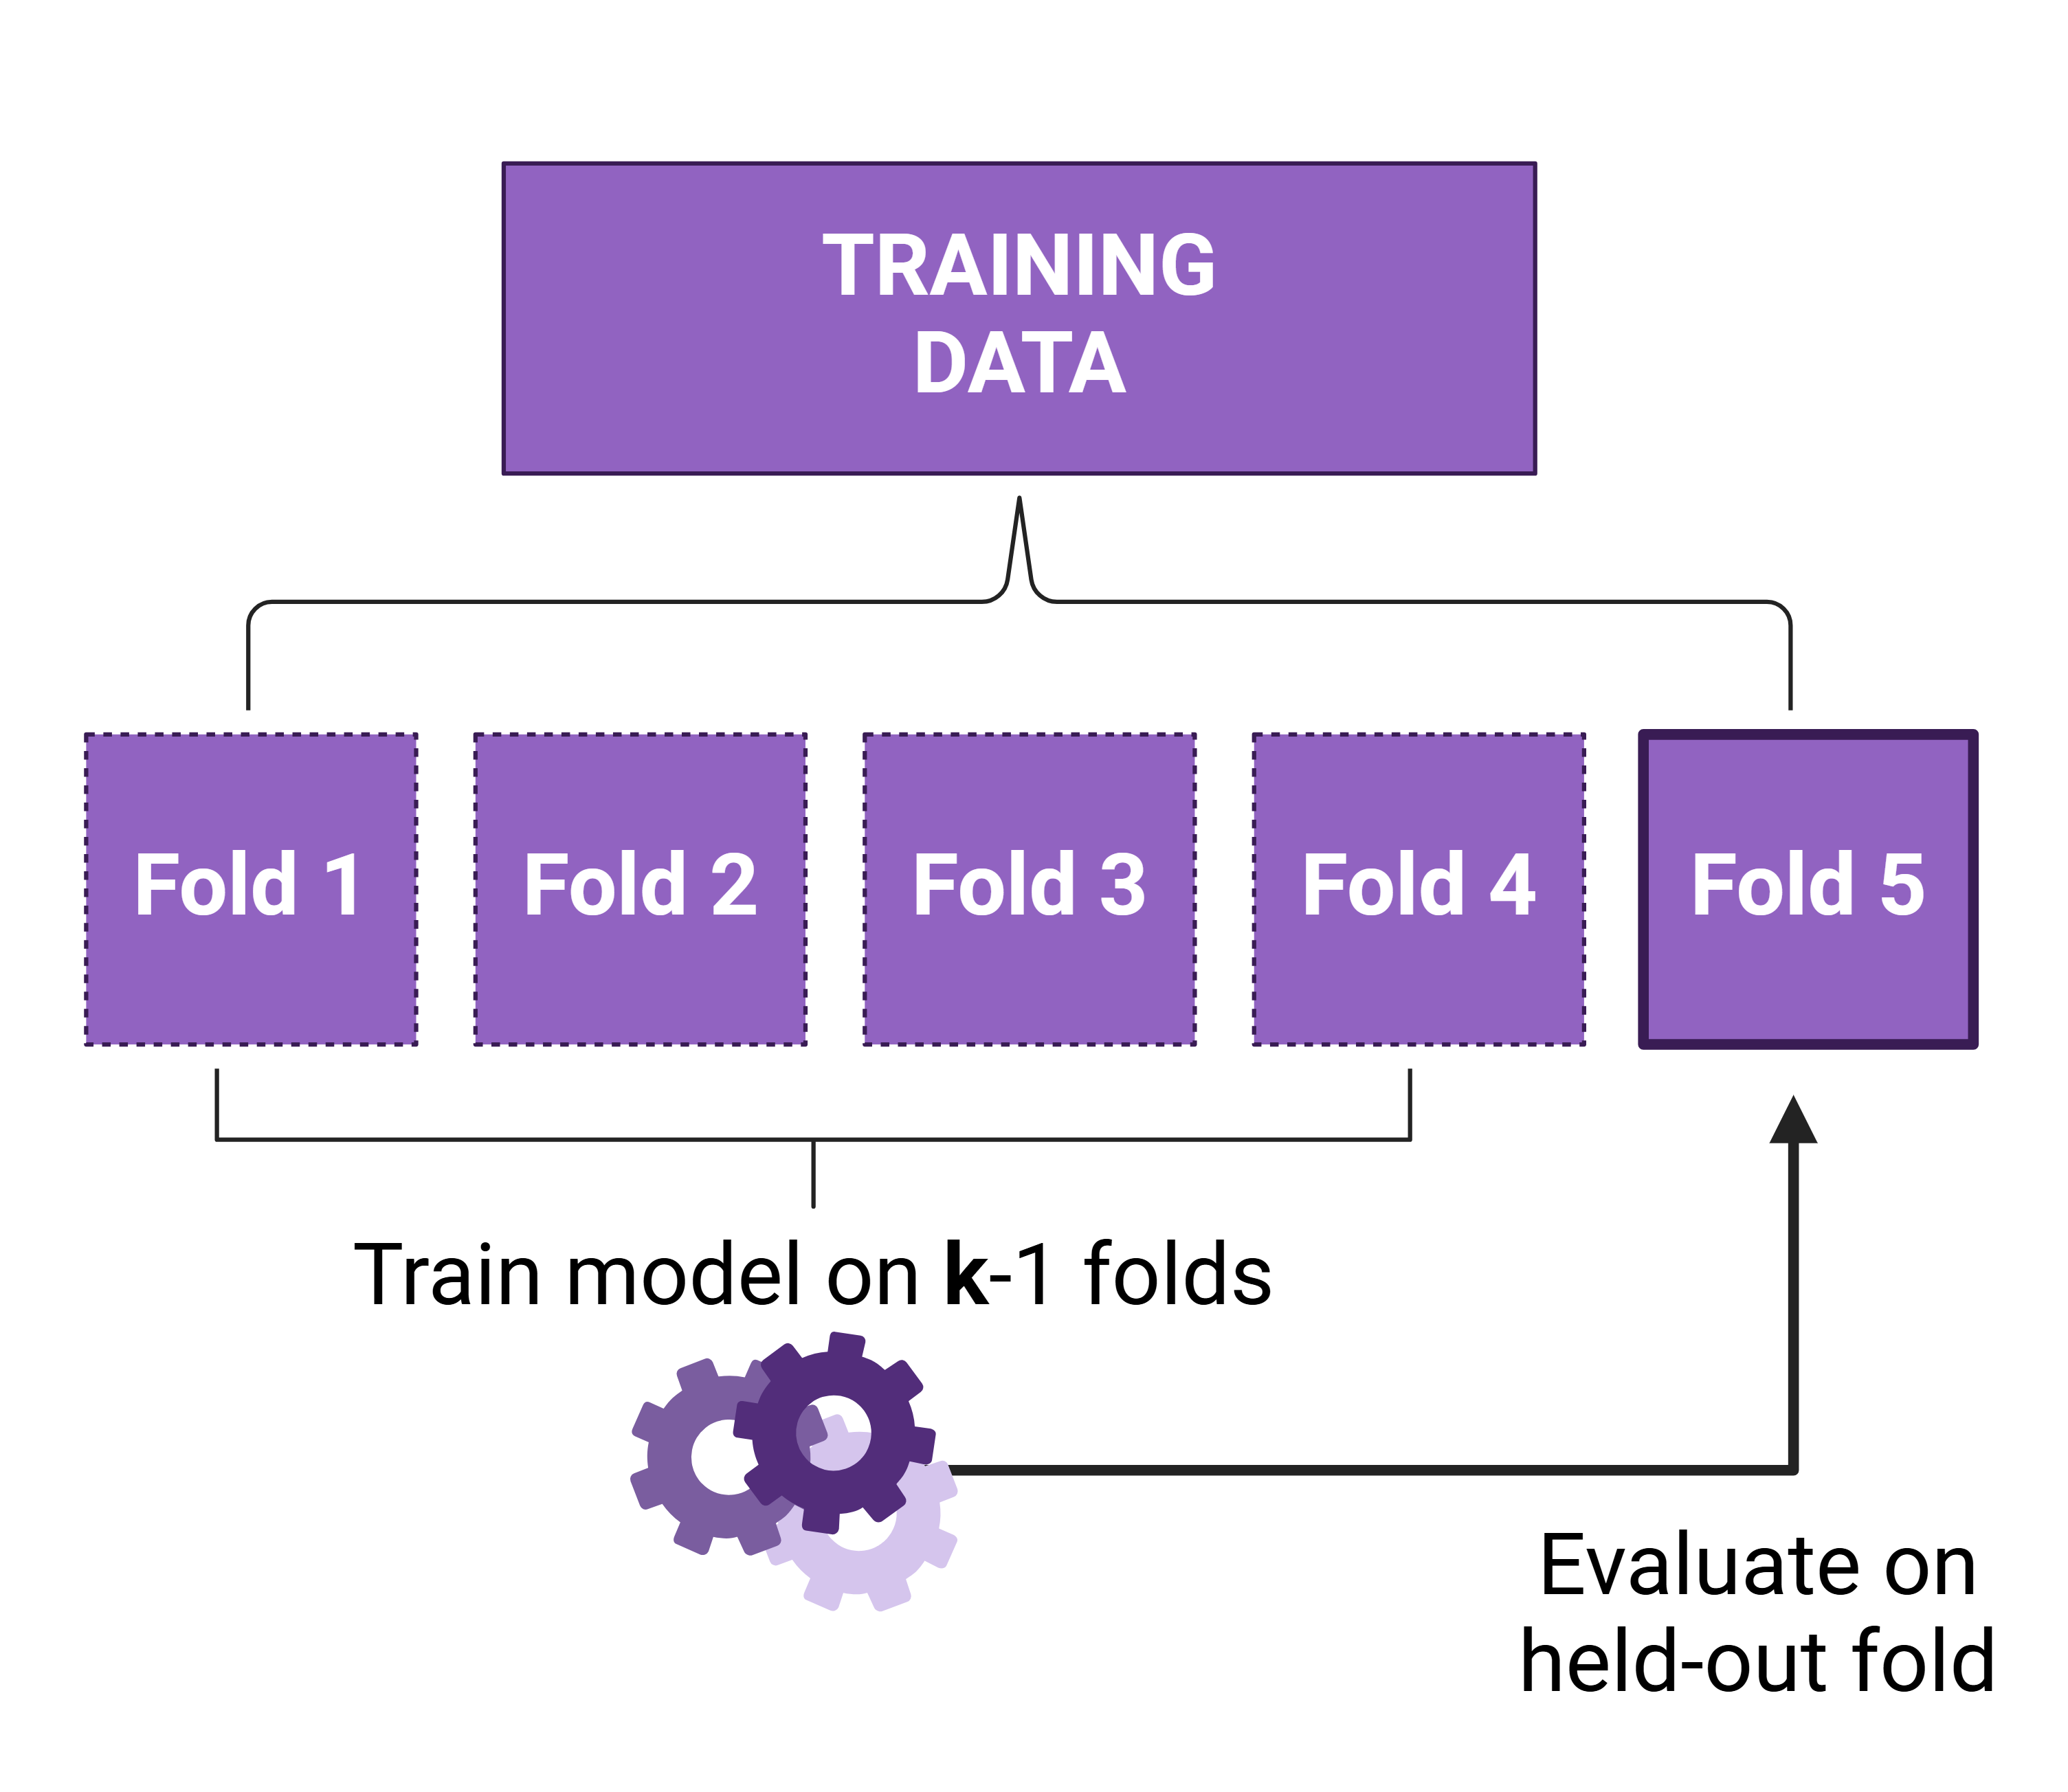 TRAINING
DATA
Fold 1 Fold 2 Fold 3 Fold 4 Fold 5
Train model on k-1 folds
Evaluate on
held-out fold